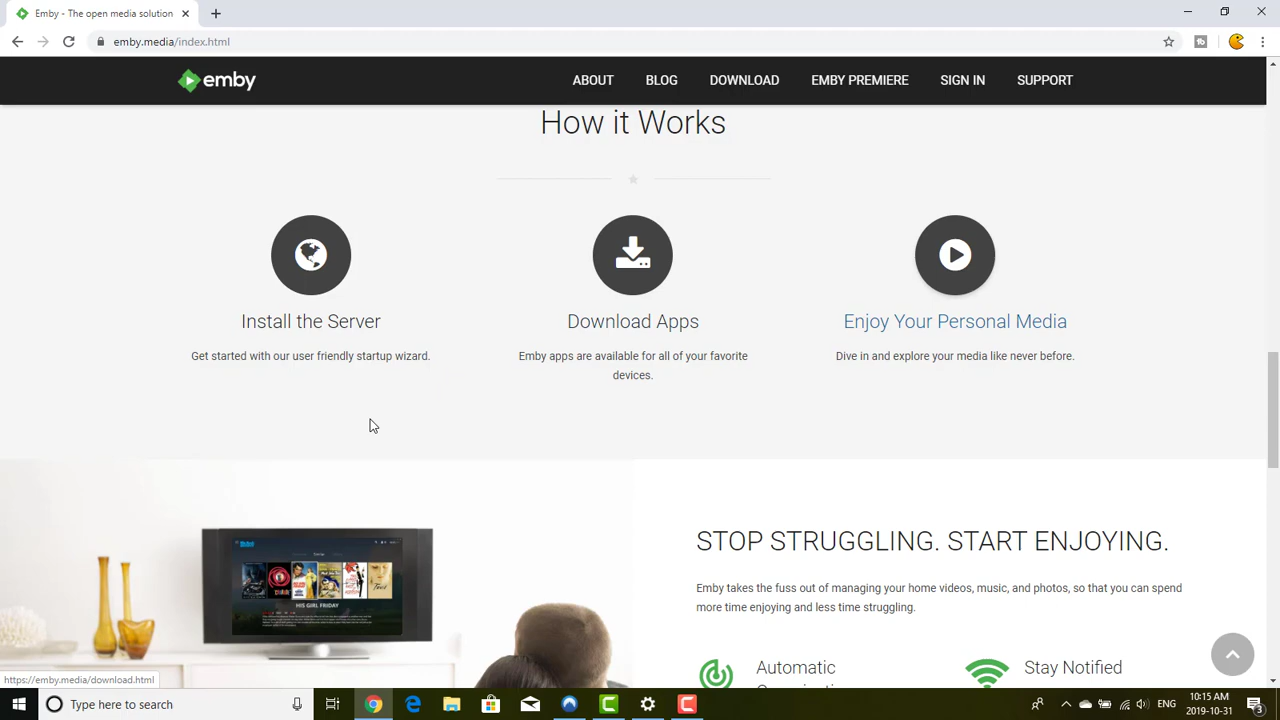 Emby - The open media solution
emby.media/index.html
emby
ABOUT
BLOG
DOWNLOAD
EMBY PREMIERE
SIGN IN
SUPPORT
How it Works
Install the Server
Get started with our user friendly startup wizard.
Download Apps
Emby apps are available for all of your favorite
devices.
Enjoy Your Personal Media
Dive in and explore your media like never before.
HIS GIRL FRIDAY
STOP STRUGGLING. START ENJOYING.
Emby takes the fuss out of managing your home videos, music, and photos, so that you can spend
more time enjoying and less time struggling.
Automatic
Stay Notified
https://emby.media/download.html
Type here to search
ENG
10:15 AM
2019-10-31
3